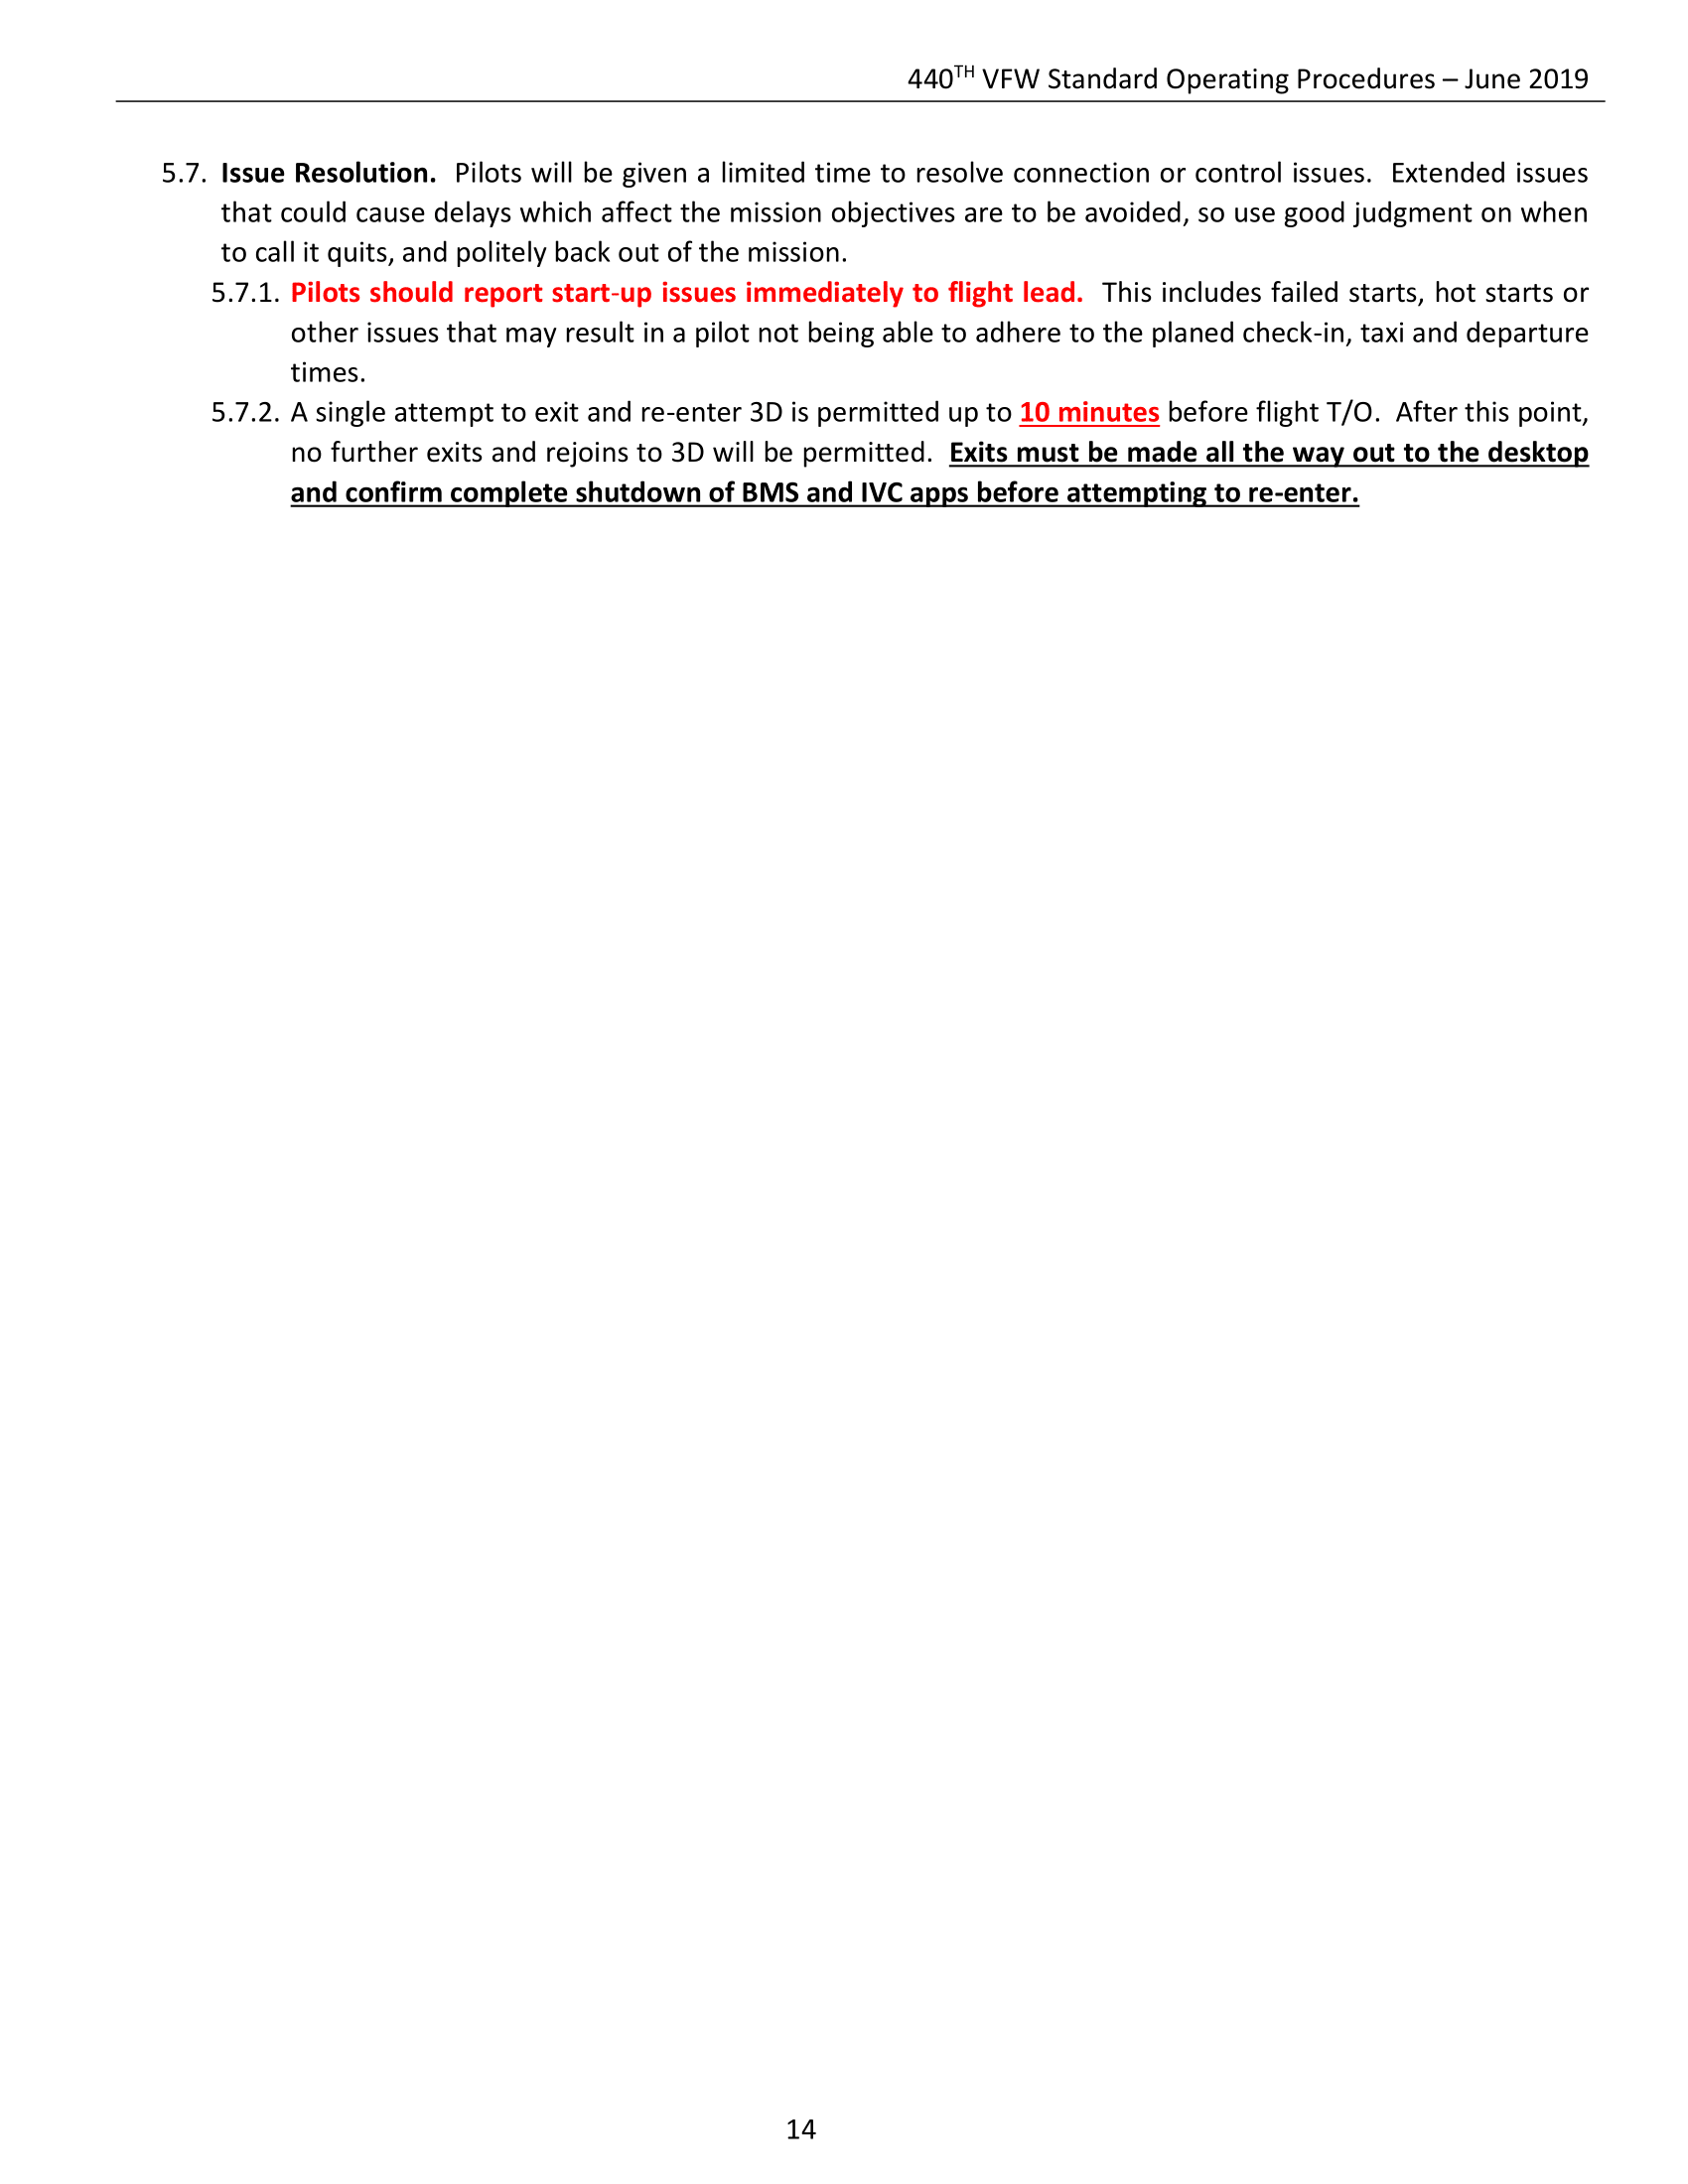 440TH VFW Standard Operating Procedures – June 2019
5.7. Issue Resolution. Pilots will be given a limited time to resolve connection or control issues. Extended issues
that could cause delays which affect the mission objectives are to be avoided, so use good judgment on when
to call it quits, and politely back out of the mission.
5.7.1. Pilots should report start-up issues immediately to flight lead. This includes failed starts, hot starts or
other issues that may result in a pilot not being able to adhere to the planed check-in, taxi and departure
times.
5.7.2. A single attempt to exit and re-enter 3D is permitted up to 10 minutes before flight T/O. After this point,
no further exits and rejoins to 3D will be permitted. Exits must be made all the way out to the desktop
and confirm complete shutdown of BMS and IVC apps before attempting to re-enter.
14